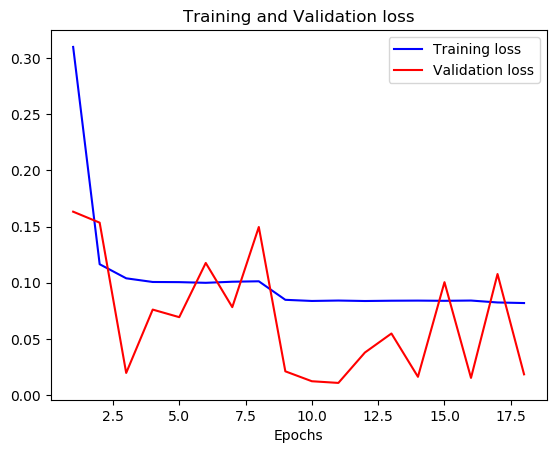 Training and Validation loss
Training loss
Validation loss
0.30
0.25
0.20
0.15
0.10
0.05
0.00
2.5 5.0 7.5 10.0 12.5 15.0 17.5
Epochs